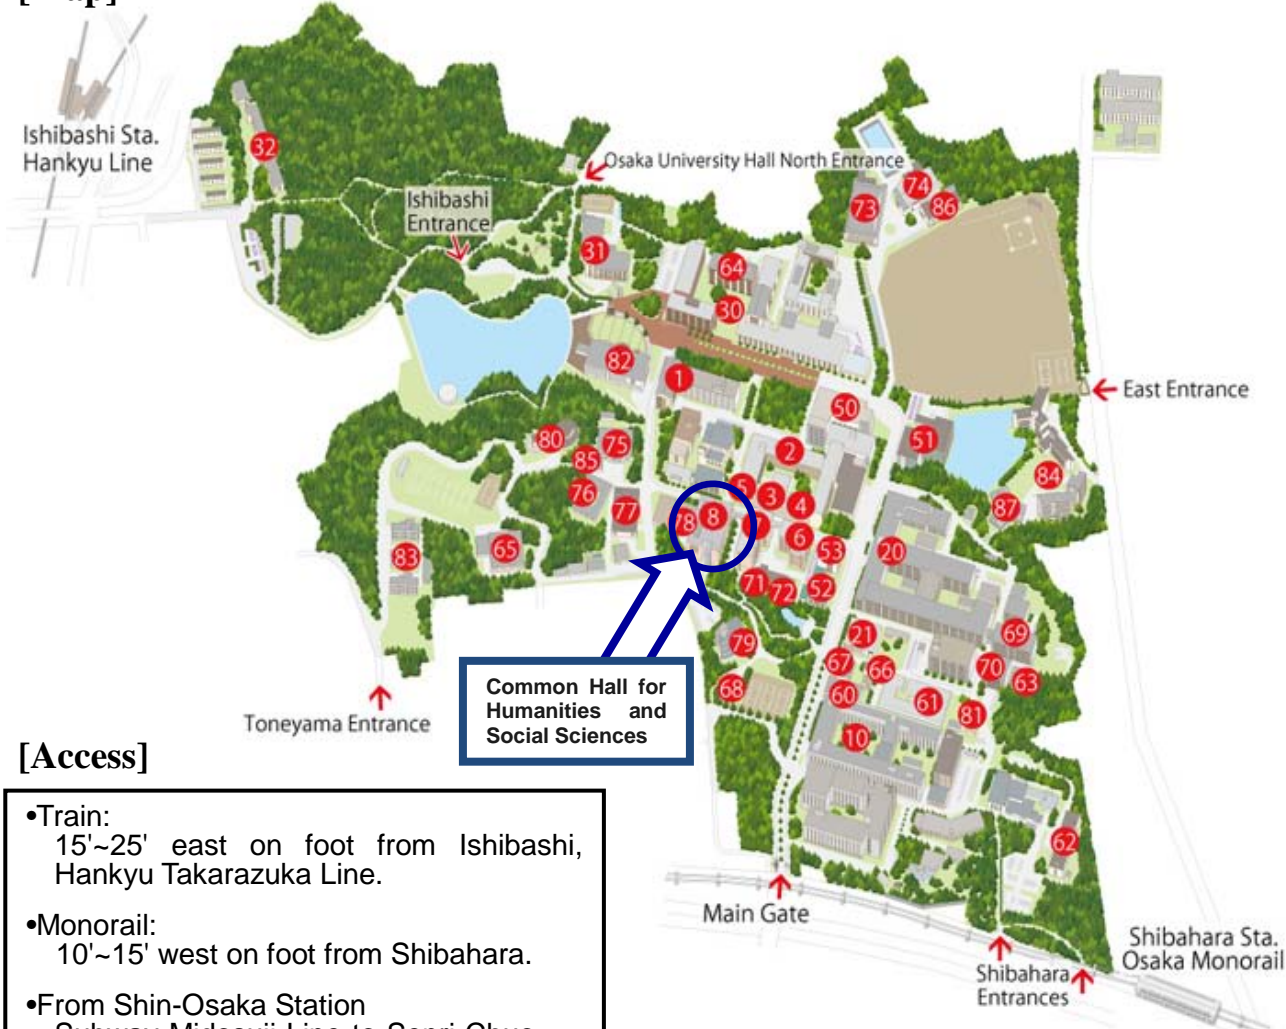 Ishibashi Sta.
Hankyu Line
32
Osaka University Hall North Entrance
Ishibashi
Entrance
31
64
30
73
74
86
82
1
50
51
East Entrance
2
80
75
85
84
76
77
5
3
4
87
78
8
7
6
53
20
83
65
71
72
52
79
21
69
67
66
70
63
68
60
61
81
10
62
Toneyama Entrance
Common Hall for
Humanities and
Social Sciences
Main Gate
Shibahara
Entrances
Shibahara Sta.
Osaka Monorail
[Access]
•Train:
15'~25' east on foot from Ishibashi,
Hankyu Takarazuka Line.
•Monorail:
10'~15' west on foot from Shibahara.
•From Shin-Osaka Station